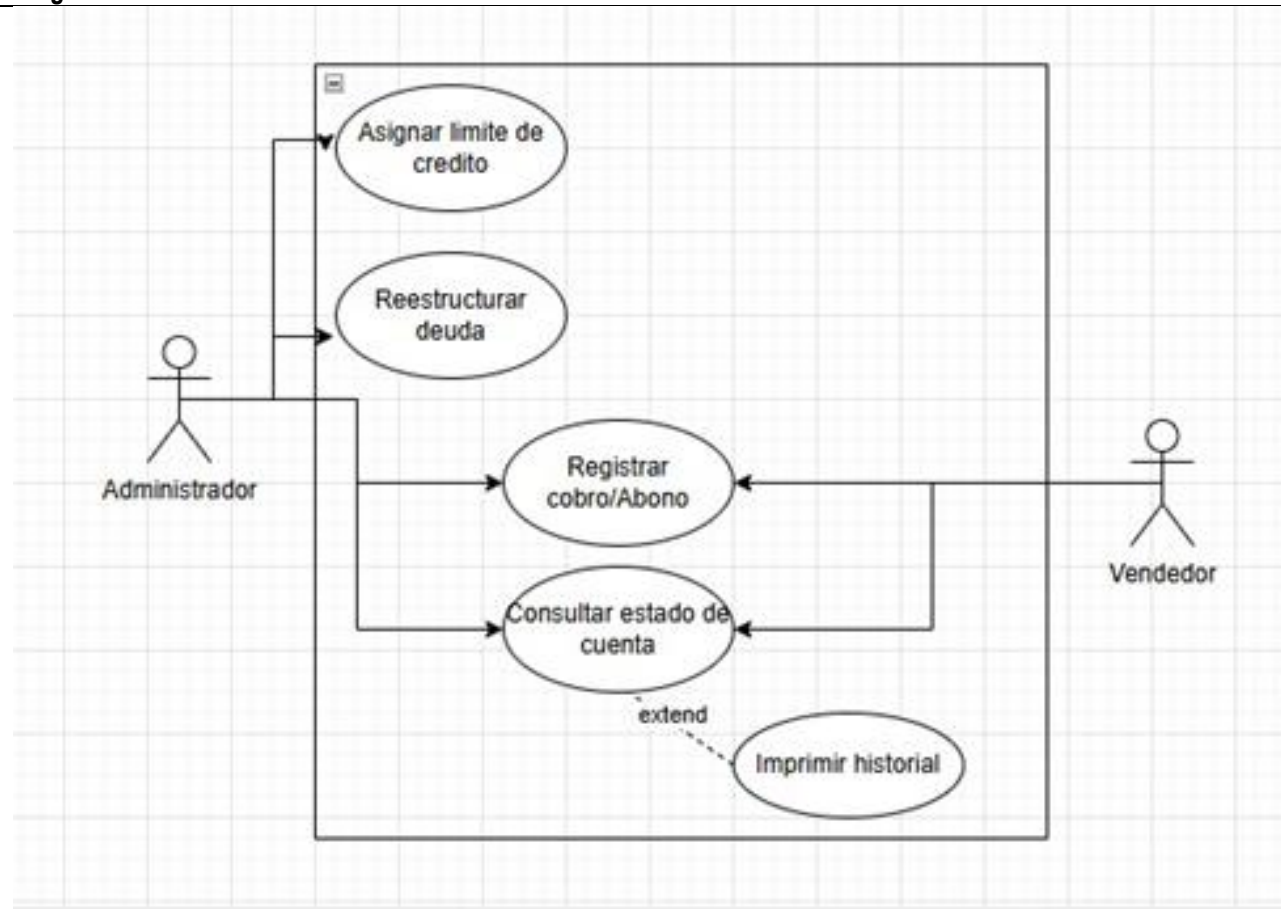 Asignar limite de
credito
Reestructurar
deuda
Administrador
Registrar
cobro/Abono
Vendedor
Consultar estado de
cuenta
extend
Imprimir historial